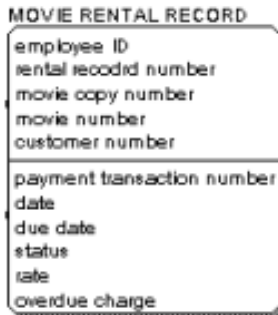 MOVIE RENTAL RECORD
employee ID
rental recodrd number
movie copy number
movie number
customer number
payment transaction number
date
due date
status
rate
overdue charge